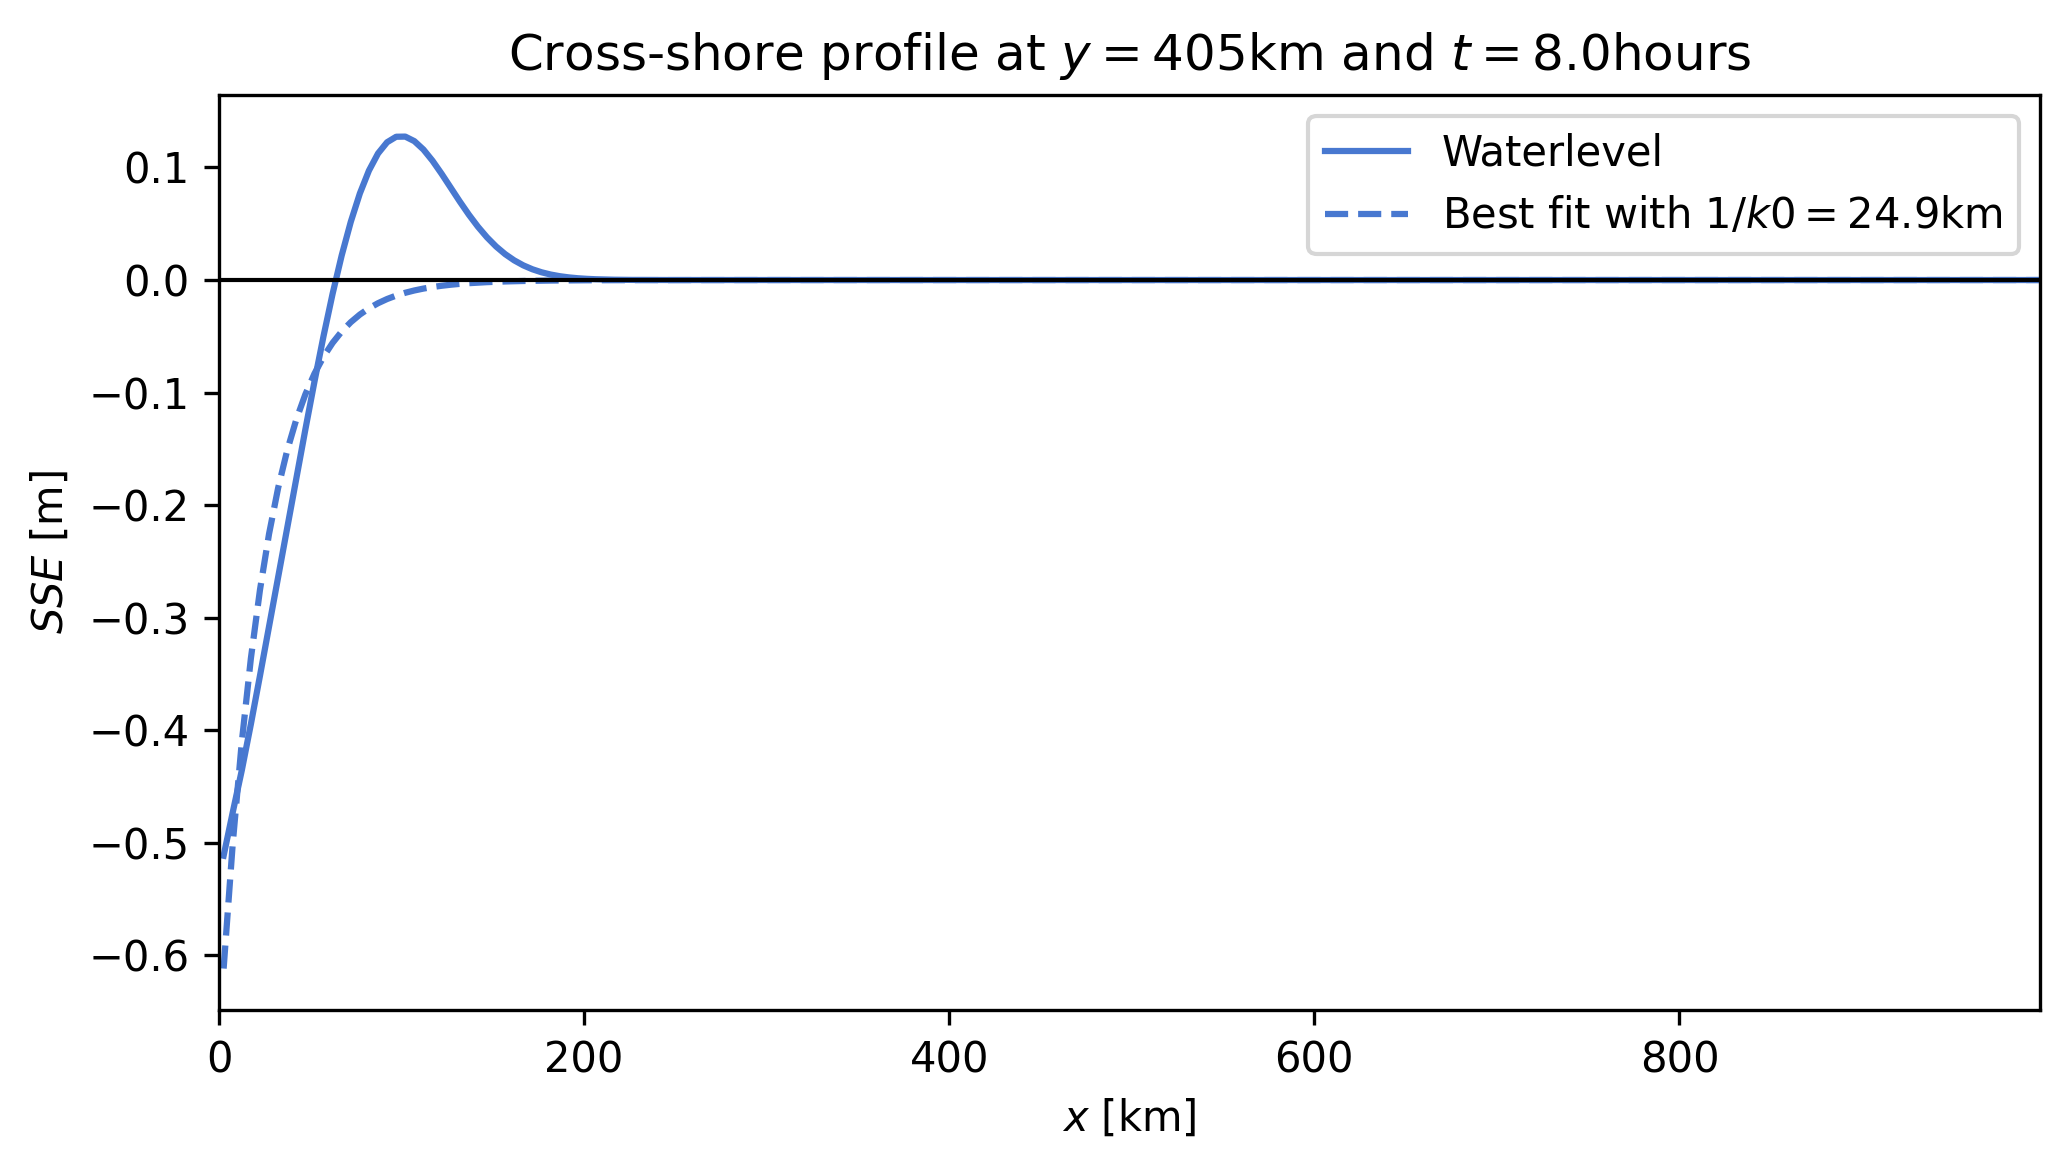 Cross-shore profile at y = 405km and t = 8.0hours
Waterlevel
Best fit with 1/k0 = 24.9km
0.1
0.0
−0.1
−0.2
−0.3
−0.4
−0.5
−0.6
SSE [m]
0 200 400 600 800
x [km]